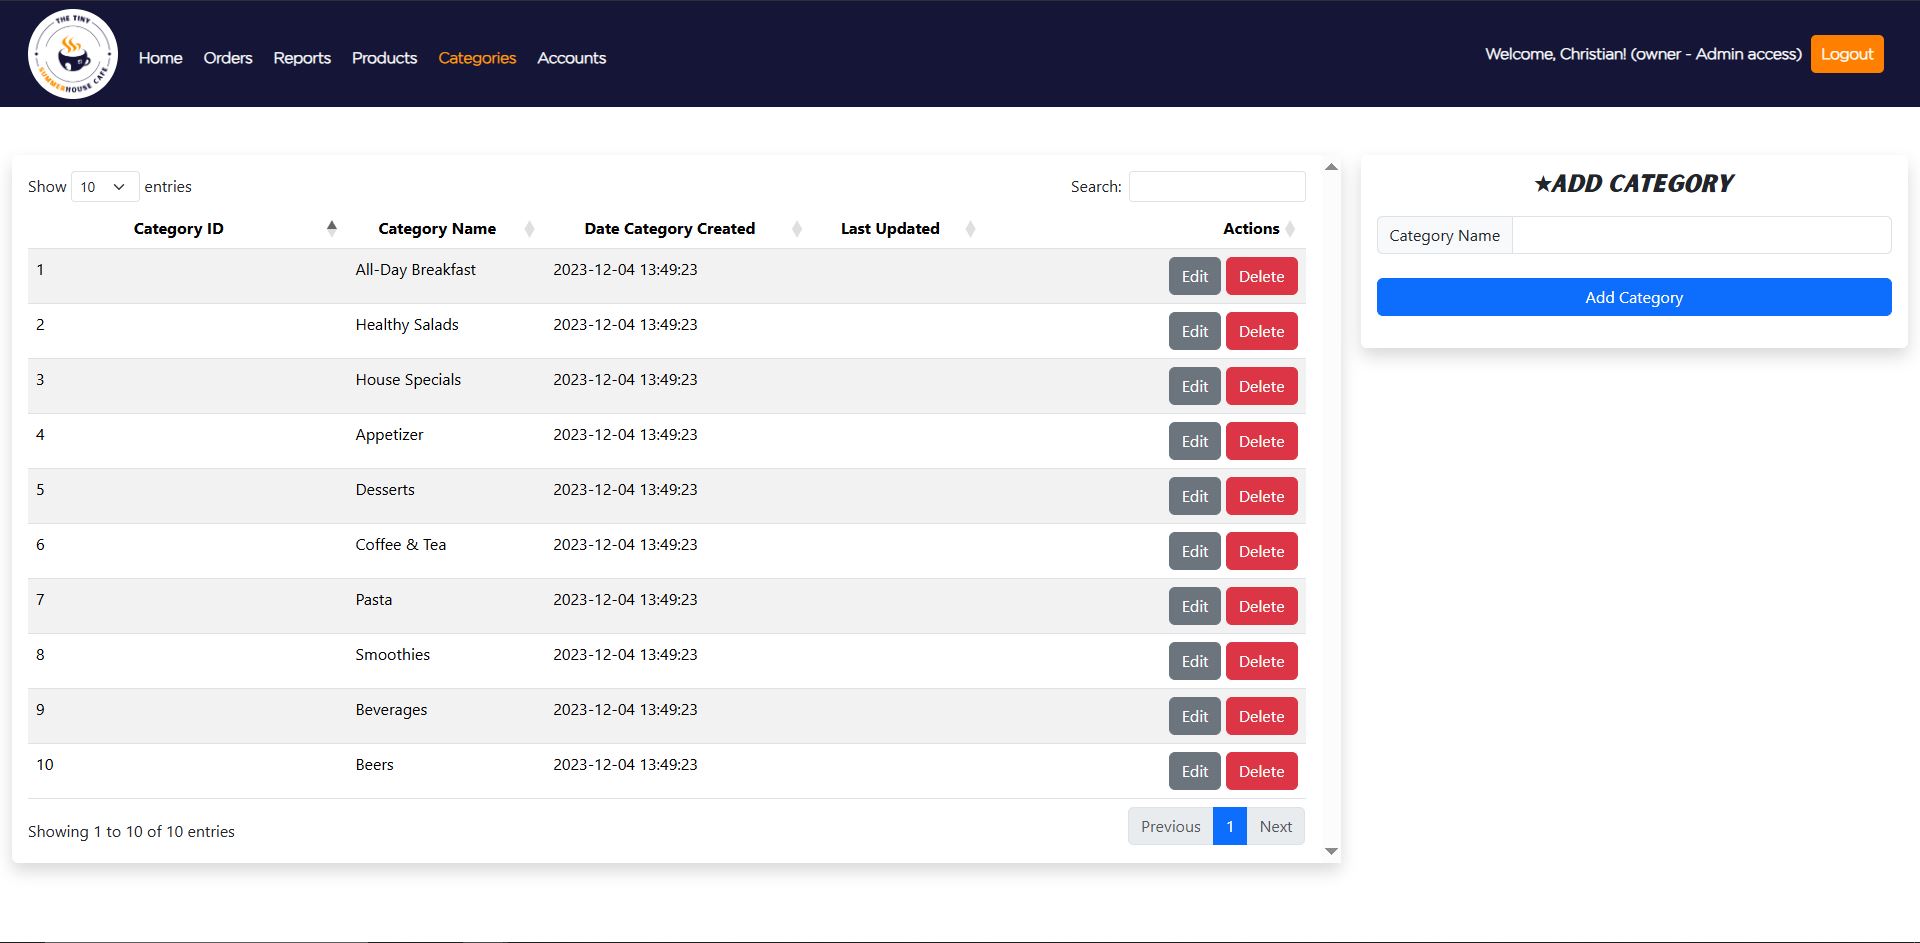 THE TINY
SUMMERHOUSE CAFE
Home Orders Reports Products Categories Accounts
Welcome, Christian! (owner - Admin access) Logout
Show 10 entries
Search:
Category ID Category Name Date Category Created Last Updated Actions
1 All-Day Breakfast 2023-12-04 13:49:23 Edit Delete
2 Healthy Salads 2023-12-04 13:49:23 Edit Delete
3 House Specials 2023-12-04 13:49:23 Edit Delete
4 Appetizer 2023-12-04 13:49:23 Edit Delete
5 Desserts 2023-12-04 13:49:23 Edit Delete
6 Coffee & Tea 2023-12-04 13:49:23 Edit Delete
7 Pasta 2023-12-04 13:49:23 Edit Delete
8 Smoothies 2023-12-04 13:49:23 Edit Delete
9 Beverages 2023-12-04 13:49:23 Edit Delete
10 Beers 2023-12-04 13:49:23 Edit Delete
Showing 1 to 10 of 10 entries
Previous 1 Next
★ADD CATEGORY
Category Name
Add Category